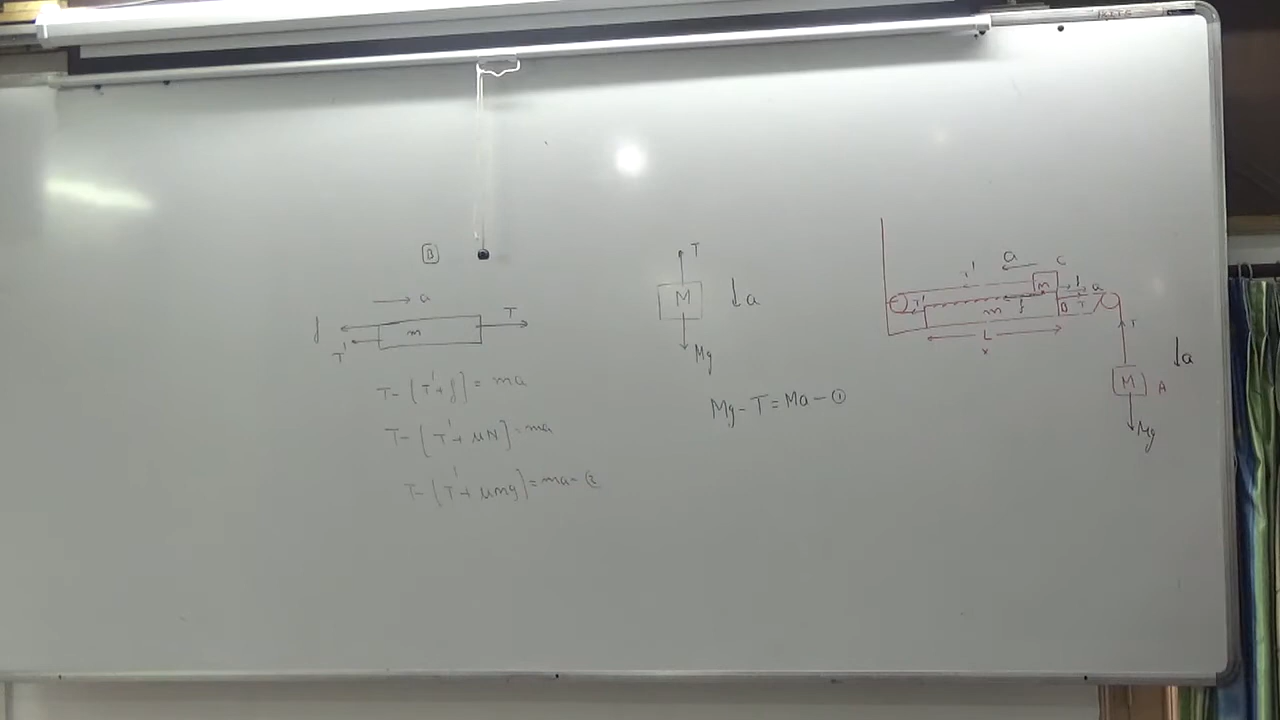 B
a
f
m
T
T'
T - [T' + f] = ma
T - [T' + μN] = ma
T - [T' + μmg] = ma - ②
T
M
↓ a
Mg
Mg - T = Ma - ①
a
C
T'
m
f
a
T'
m
f
B
T
L
x
T
↓ a
M
A
Mg